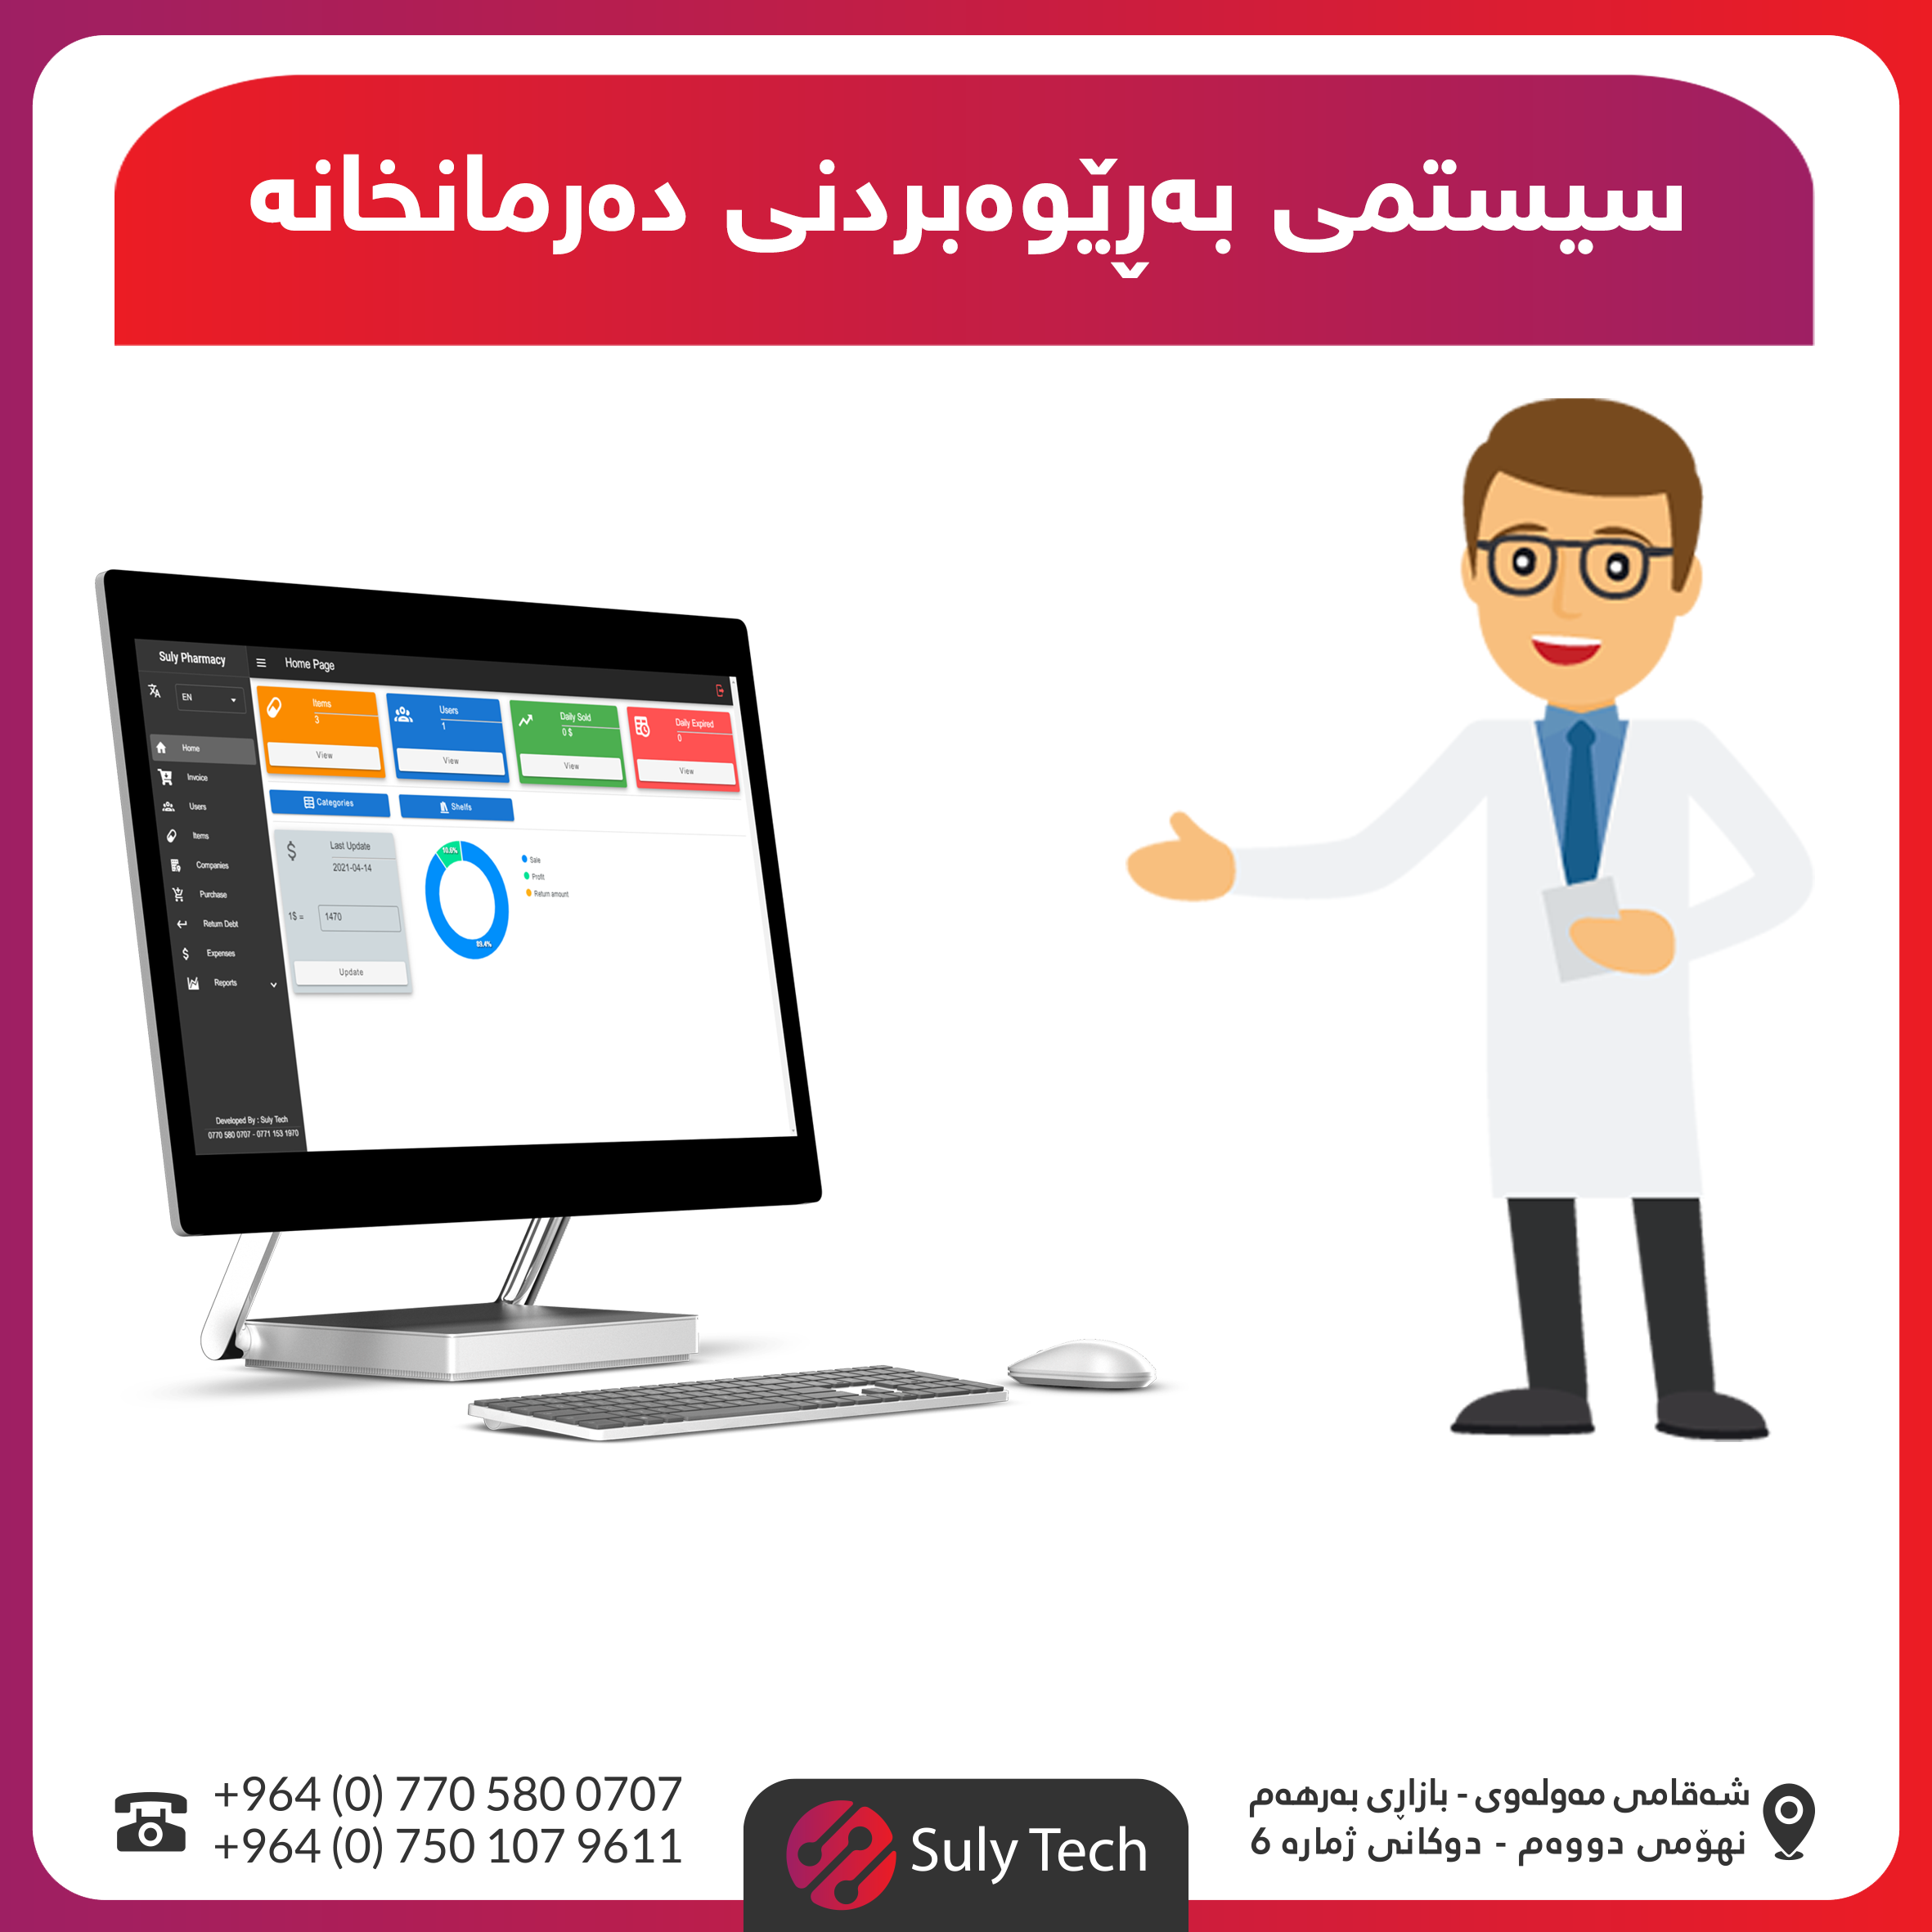 سیستمی بەڕێوەبردنی دەرمانخانە
Suly Pharmacy
Home Page
EN
Home
Invoice
Users
Items
Companies
Purchase
Return Debt
Expenses
Reports
Items
3
View
Users
1
View
Daily Sold
0 $
View
Daily Expired
0
View
Categories
Shelfs
Last Update
2021-04-14
1$ =
1470
Update
10.6%
89.4%
Sale
Profit
Return amount
Developed By : Suly Tech
0770 580 0707 - 0771 153 1970
+964 (0) 770 580 0707
+964 (0) 750 107 9611
Suly Tech
شەقامی مەولەوی - بازاڕی بەرهەم
نهۆمی دووەم - دوکانی ژمارە 6